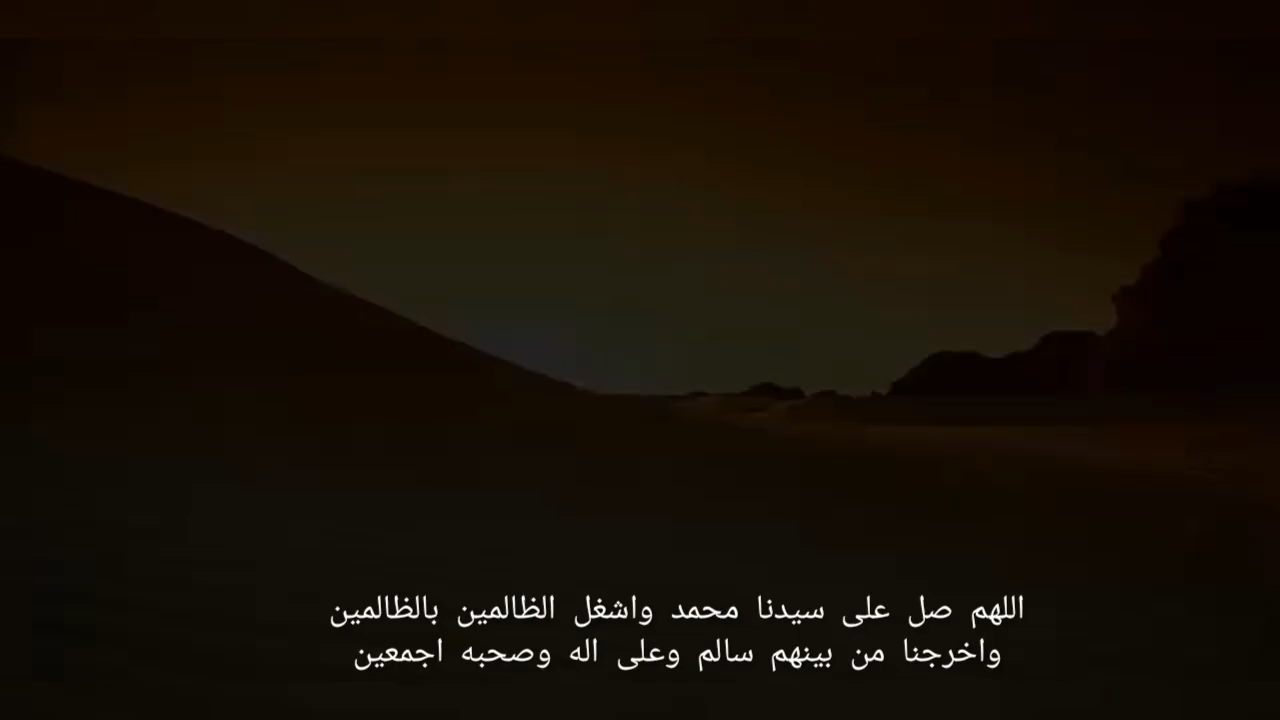 اللهم صل على سيدنا محمد واشغل الظالمين بالظالمين
واخرجنا من بينهم سالم وعلى اله وصحبه اجمعين